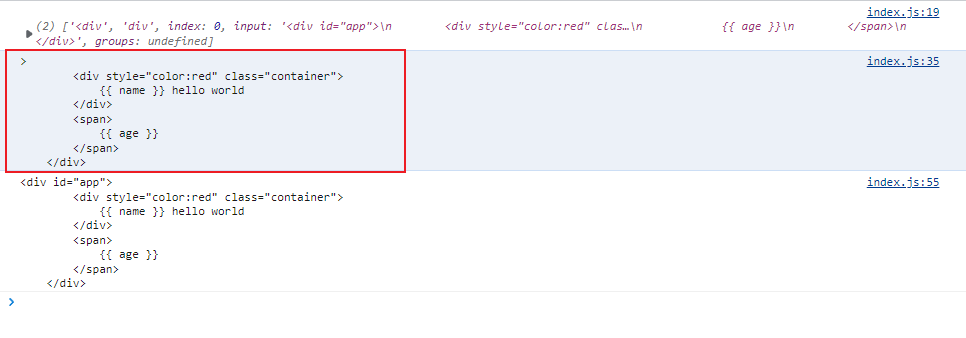 index.js:19
(2) ['<div', 'div', index: 0, input: '<div id="app">\n        <div style="color:red" clas…\n            {{ age }}\n        </span>\n
</div>', groups: undefined]
> index.js:35
<div style="color:red" class="container">
{{ name }} hello world
</div>
<span>
{{ age }}
</span>
</div>
<div id="app"> index.js:55
<div style="color:red" class="container">
{{ name }} hello world
</div>
<span>
{{ age }}
</span>
</div>
>